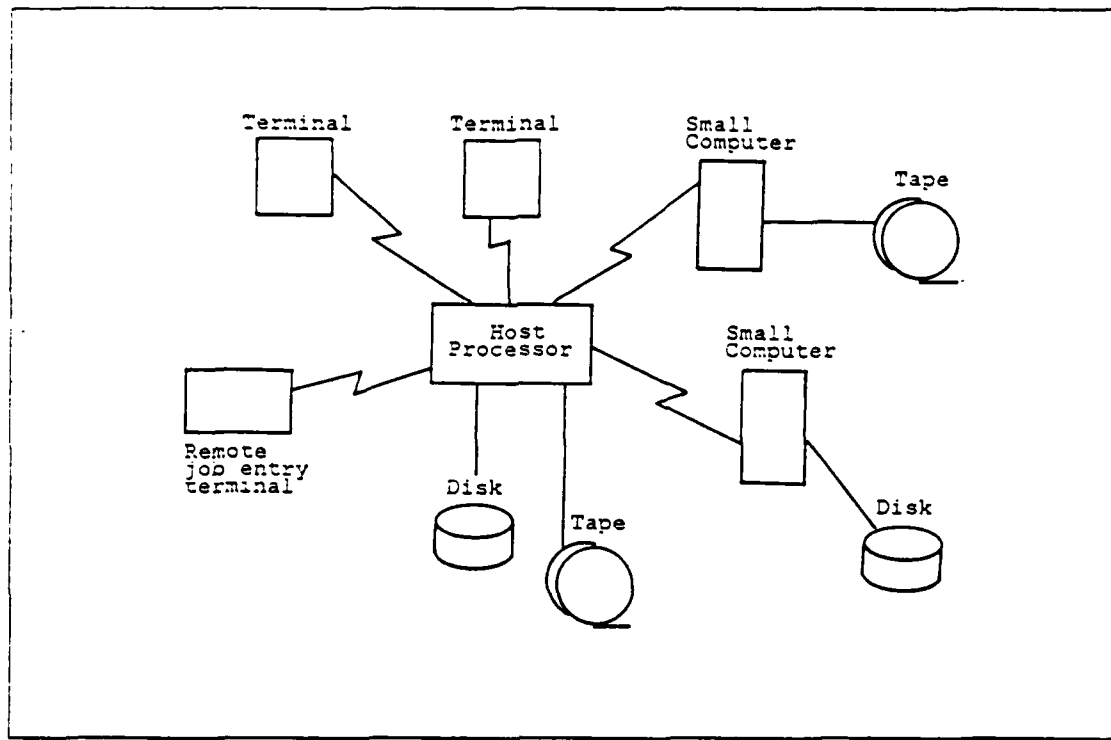 Terminal
Terminal
Small
Computer
Tape
Host
Processor
Small
Computer
Remote
job entry
terminal
Disk
Tape
Disk